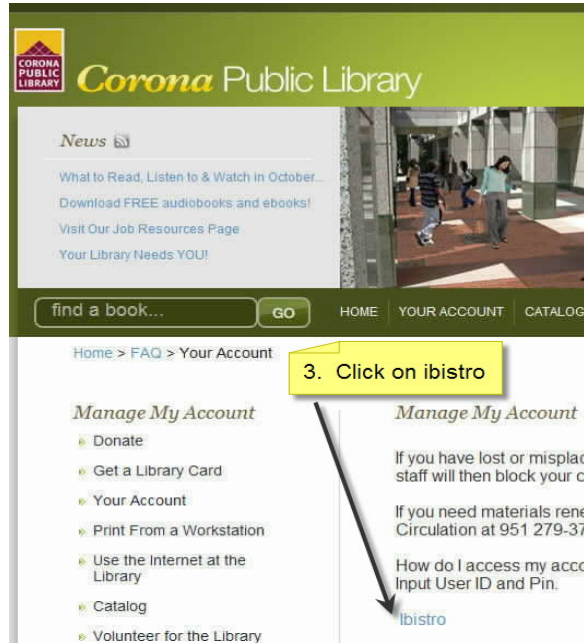 CORONA
PUBLIC
LIBRARY
Corona Public Library
News
What to Read, Listen to & Watch in October...
Download FREE audiobooks and ebooks!
Visit Our Job Resources Page
Your Library Needs YOU!
find a book...
GO
HOME
YOUR ACCOUNT
CATALOG
Home > FAQ > Your Account
3. Click on ibistro
Manage My Account
Donate
Get a Library Card
Your Account
Print From a Workstation
Use the Internet at the
Library
Catalog
Volunteer for the Library
Manage My Account
If you have lost or misplac
staff will then block your c
If you need materials rene
Circulation at 951 279-37
How do I access my acco
Input User ID and Pin.
Ibistro